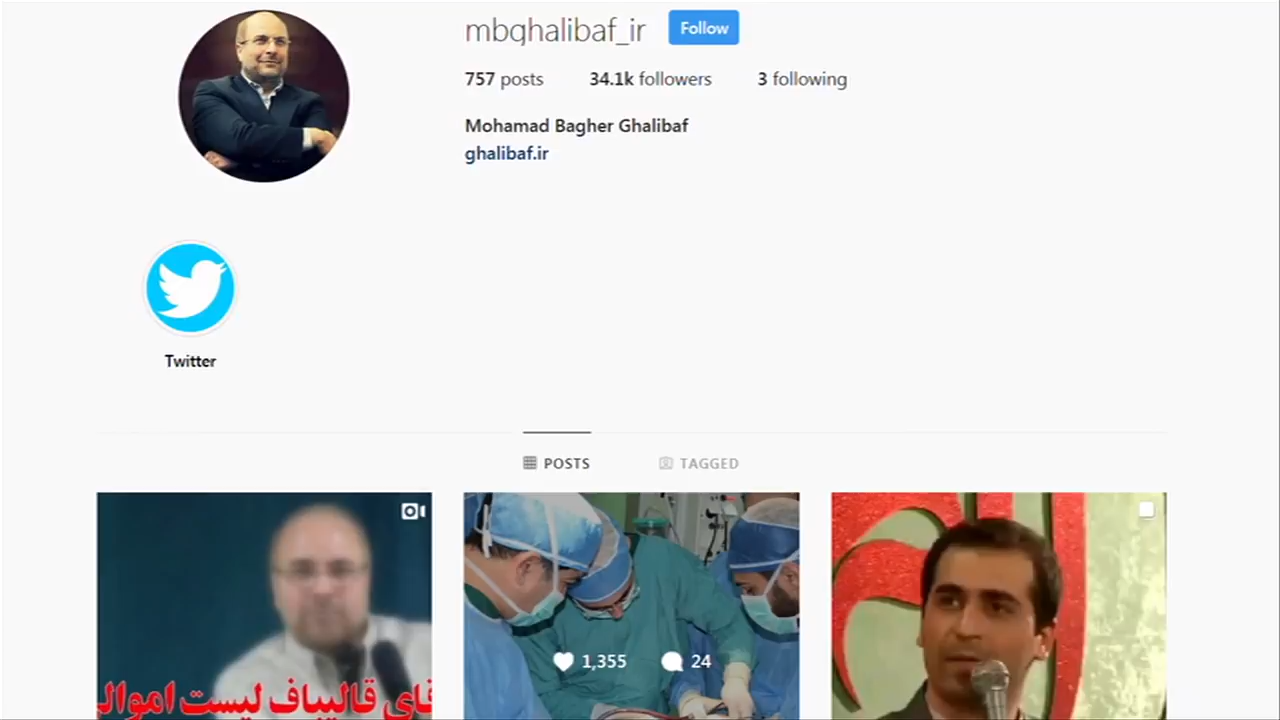 mbghalibaf_ir Follow
757 posts 34.1k followers 3 following
Mohamad Bagher Ghalibaf
ghalibaf.ir
Twitter
POSTS TAGGED
1,355 24
قالیباف لیست اموال